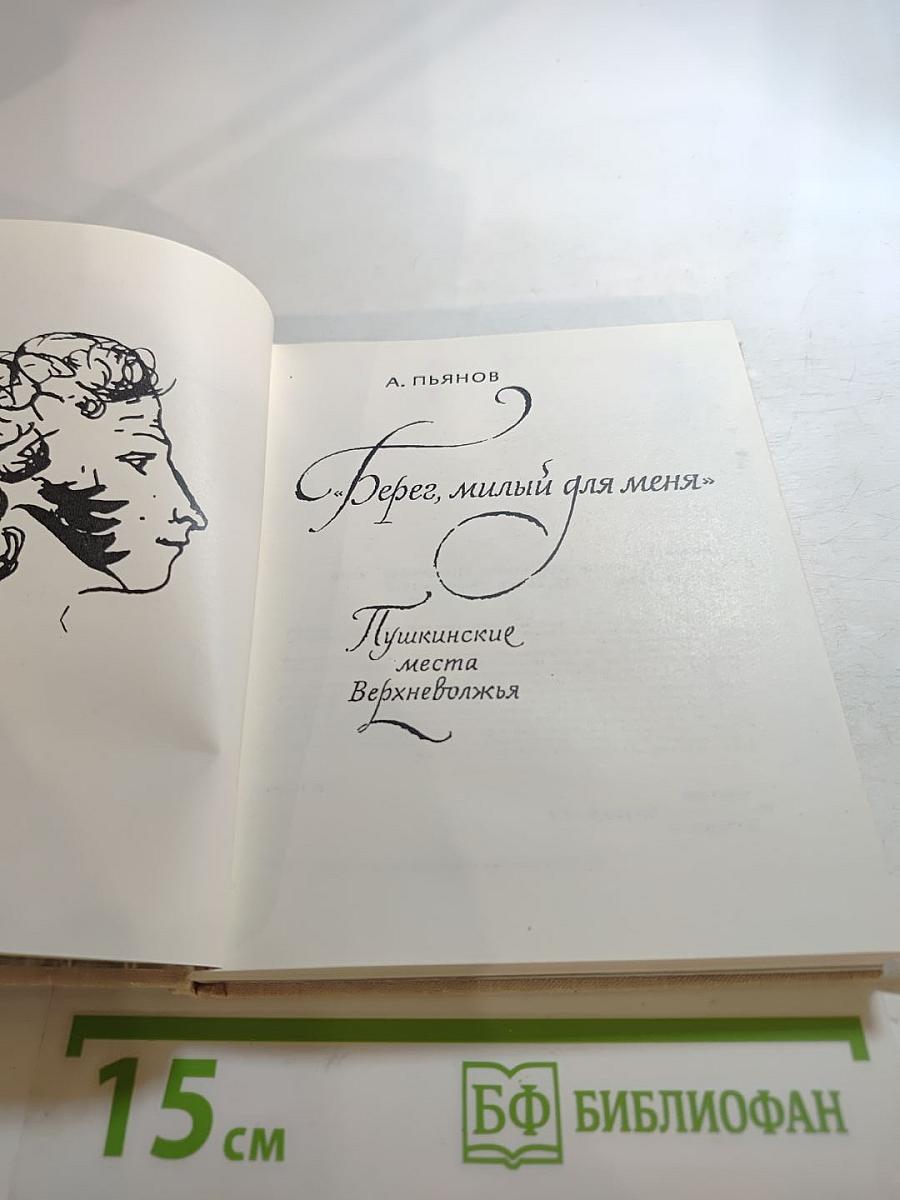 А. ПЬЯНОВ
«Берег, милый для меня»
Пушкинские
места
Верхневолжья
15 см
БФ БИБЛИОФАН